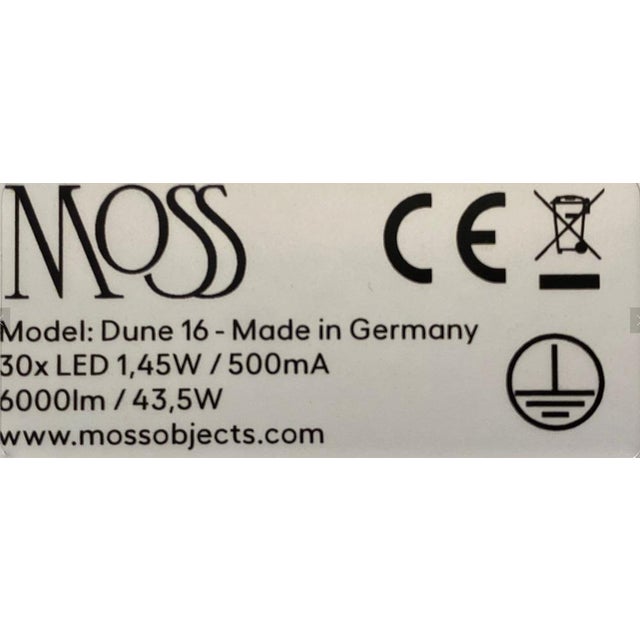 MOSS
CE
Model: Dune 16 - Made in Germany
30x LED 1,45W / 500mA
6000lm / 43,5W
www.mossobjects.com